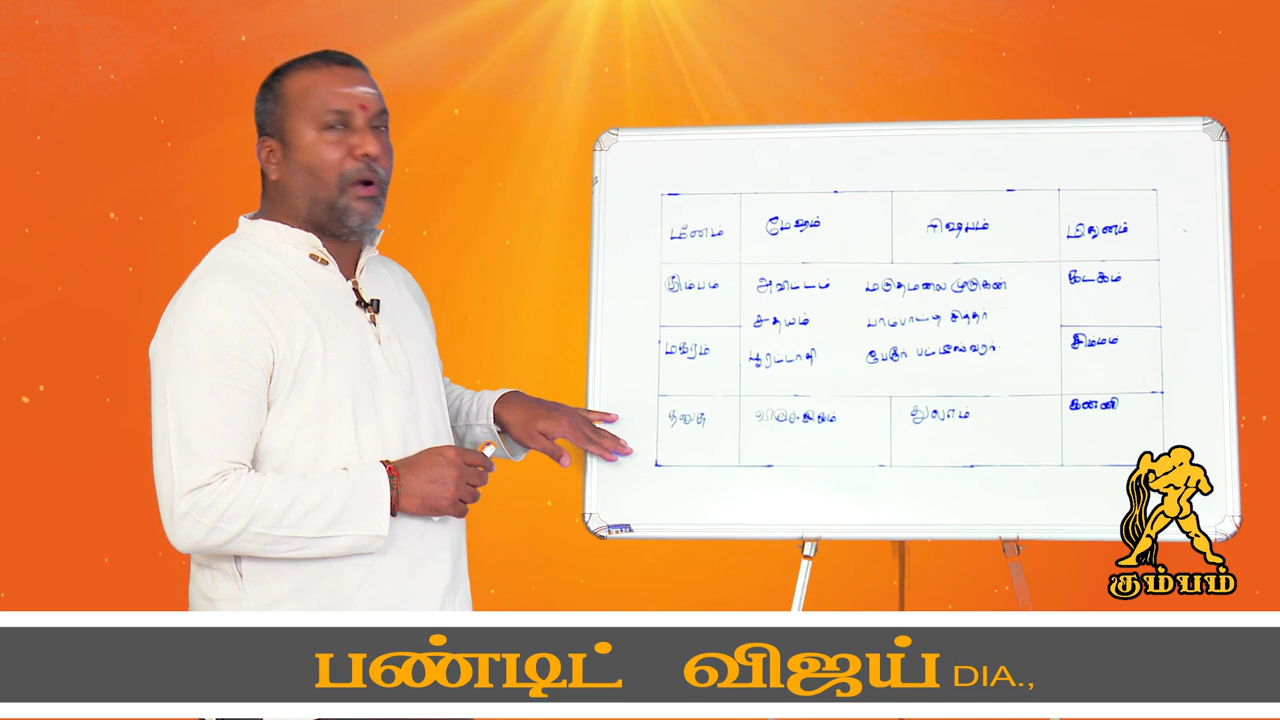 மீனம் மேஷம் ரிஷபம் மிதுனம்
கும்பம் அவிட்டம் மருதமலை முருகன் கடகம்
சதயம் பாம்பாட்டி சித்தர்
மகரம் பூரட்டாதி பேரூர் பட்டீஸ்வரர். சிம்மம்
தனுசு விருச்சிகம் துலாம் கன்னி
கும்பம்
பண்டிட் விஜய் DIA.,